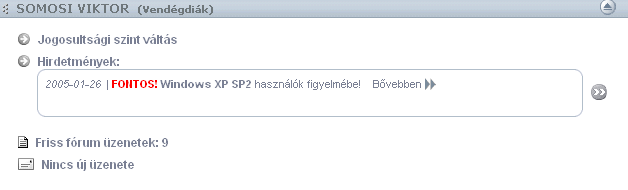 SOMOSI VIKTOR (Vendégdiák)
Jogosultsági szint váltás
Hirdetmények:
2005-01-26 | FONTOS! Windows XP SP2 használók figyelmébe! Bővebben
Friss fórum üzenetek: 9
Nincs új üzenete